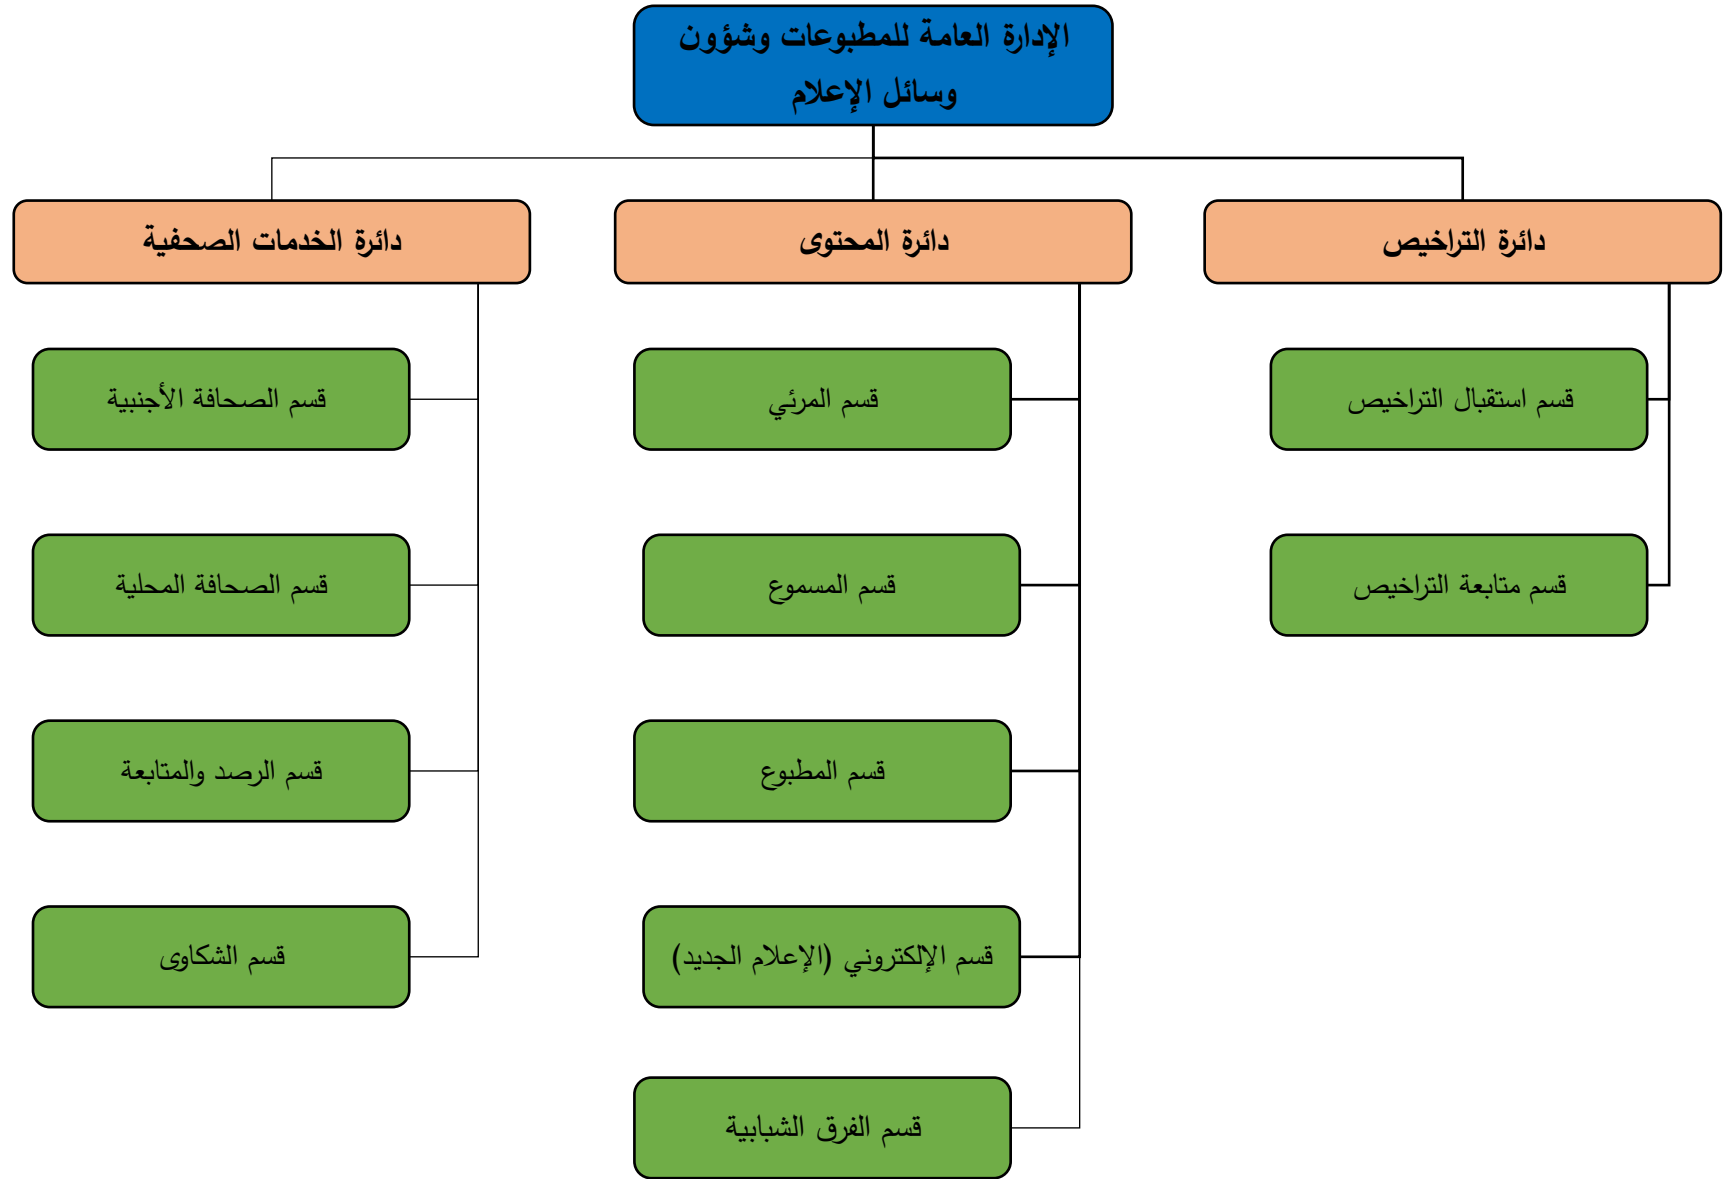 الإدارة العامة للمطبوعات وشؤون
وسائل الإعلام
دائرة التراخيص
دائرة المحتوى
دائرة الخدمات الصحفية
قسم استقبال التراخيص
قسم المرئي
قسم الصحافة الأجنبية
قسم متابعة التراخيص
قسم المسموع
قسم الصحافة المحلية
قسم المطبوع
قسم الرصد والمتابعة
قسم الإلكتروني (الإعلام الجديد)
قسم الشكاوى
قسم الفرق الشبابية